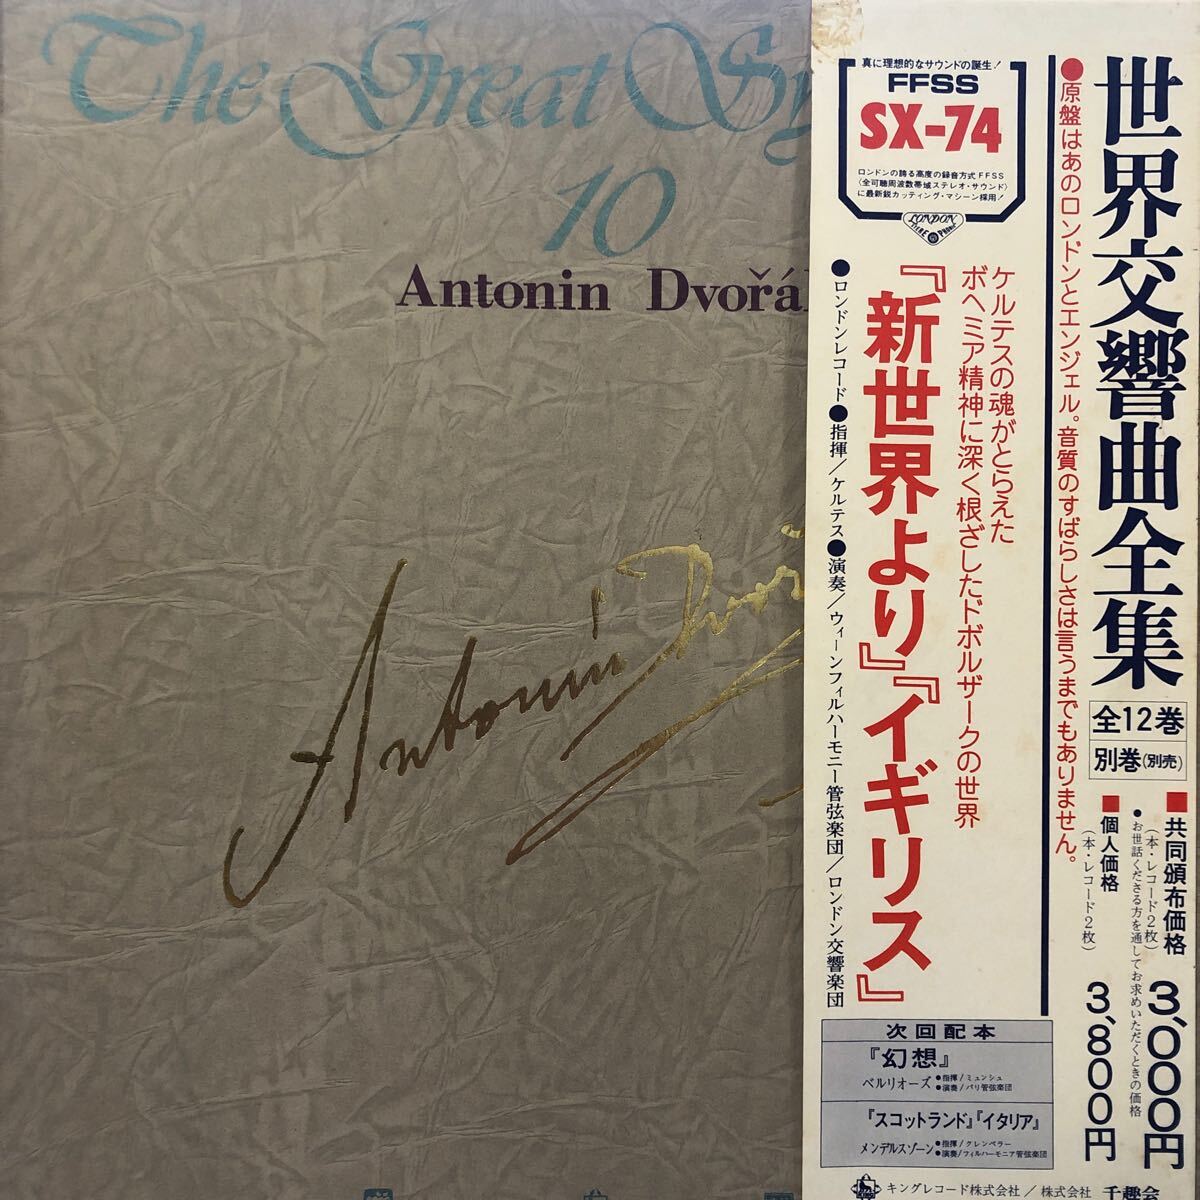 The Great Sy
10
Antonin Dvořá
Antonín Dvoř
真に理想的なサウンドの誕生!
FFSS
SX-74
ロンドンの誇る高度の録音方式FFSS
(全可聴周波数帯域ステレオ・サウンド)
に最新鋭カッティング・マシーン採用!
LONDON
世界交響曲全集
全12巻
別巻(別売)
●原盤はあのロンドンとエンジェル。音質のすばらしさは言うまでもありません。
■共同頒布価格
(本・レコード2枚)
●お世話くださる方を通してお求めいただくときの価格
3,000円
■個人価格
(本・レコード2枚)
3,800円
ケルテスの魂がとらえた
ボヘミア精神に深く根ざしたドボルザークの世界
『新世界より』『イギリス』
●ロンドンレコード●指揮/ケルテス●演奏/ウィーンフィルハーモニー管弦楽団/ロンドン交響楽団
次回配本
『幻想』
ベルリオーズ●指揮/ミュンシュ
●演奏/パリ管弦楽団
『スコットランド』『イタリア』
メンデルスゾーン●指揮/クレンペラー
●演奏/フィルハーモニア管弦楽団
キングレコード株式会社/株式会社 千趣会